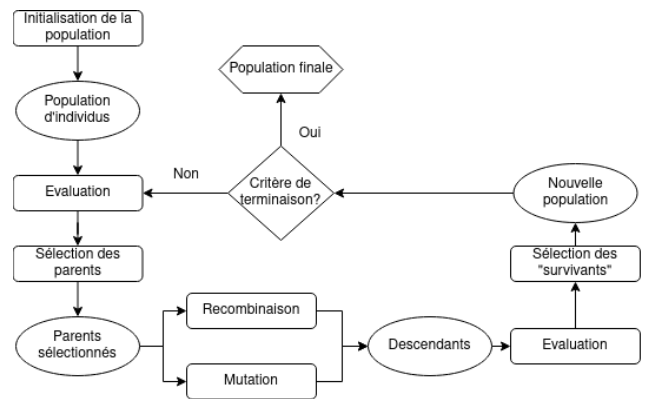 Initialisation de la
population
Population finale
Population
d'individus
Oui
Non
Evaluation
Critère de
terminaison?
Nouvelle
population
Sélection des
parents
Sélection des
"survivants"
Recombinaison
Parents
sélectionnés
Descendants
Evaluation
Mutation